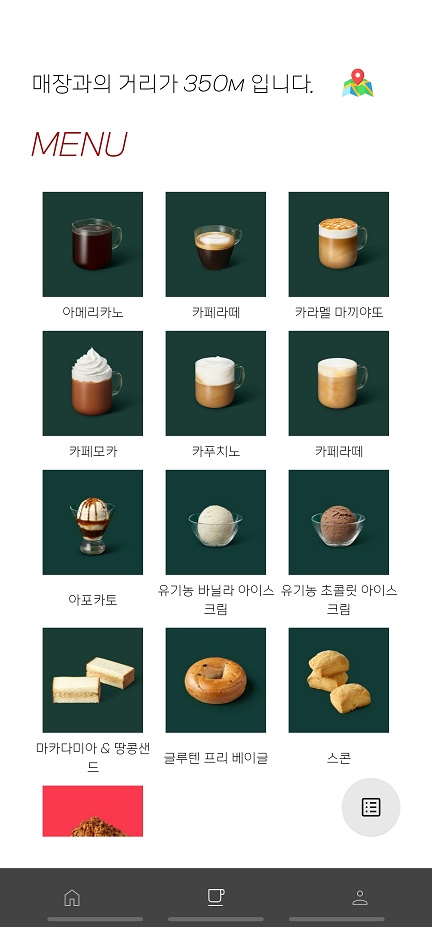 매장과의 거리가 350M 입니다.
MENU
아메리카노
카페라떼
카라멜 마끼야또
카페모카
카푸치노
카페라떼
아포카토
유기농 바닐라 아이스
크림
유기농 초콜릿 아이스
크림
마카다미아 & 땅콩샌
드
글루텐 프리 베이글
스콘